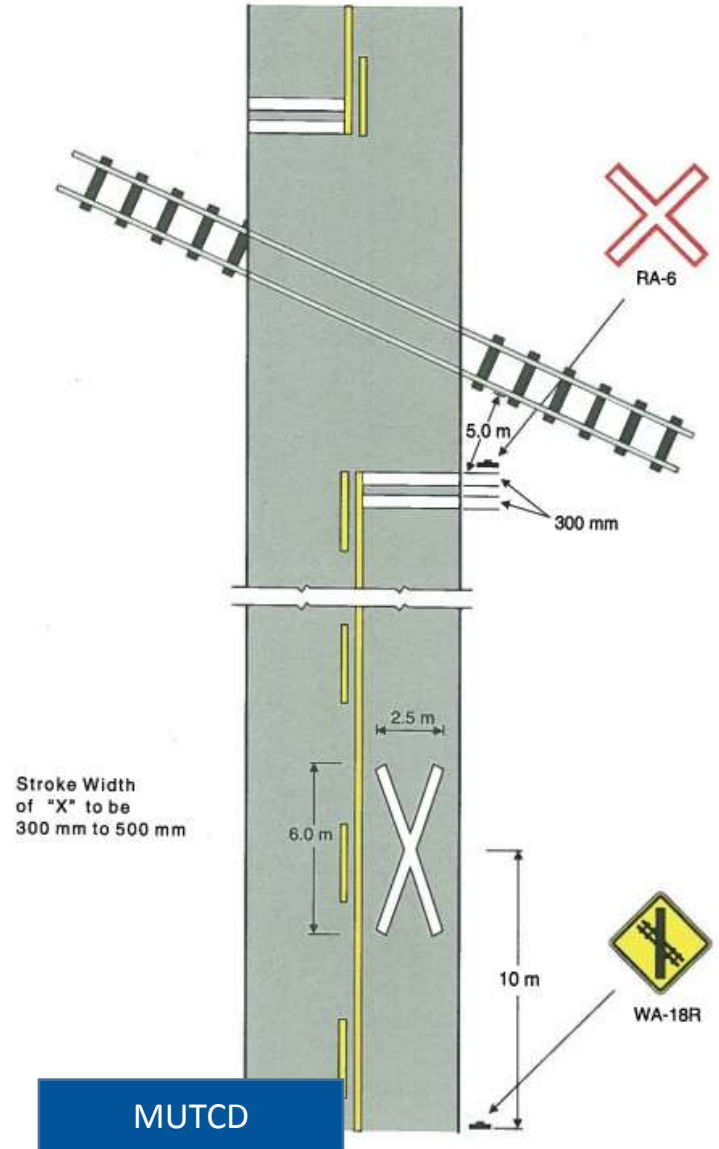 RA-6
5.0 m
300 mm
2.5 m
Stroke Width
of "X" to be
300 mm to 500 mm
6.0 m
10 m
WA-18R
MUTCD